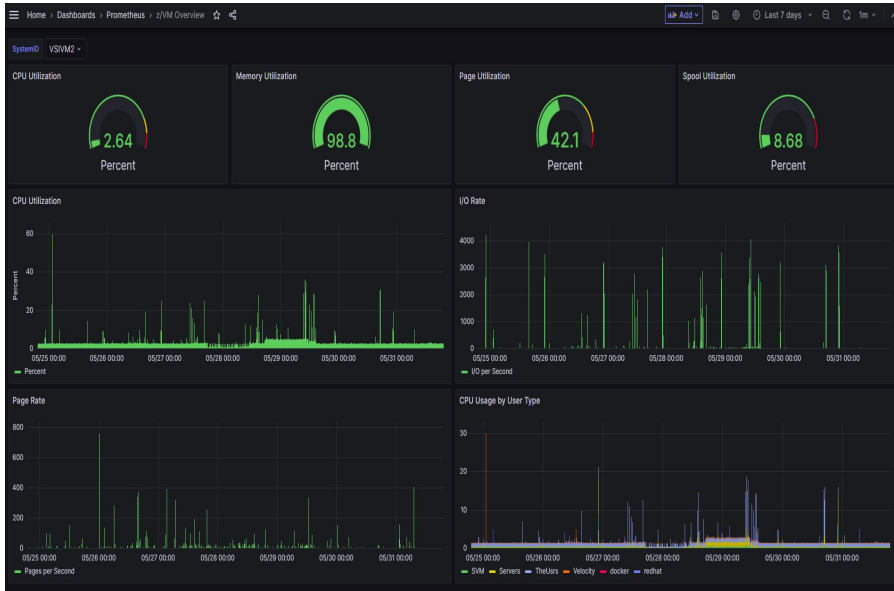 Home › Dashboards › Prometheus › z/VM Overview
Add
Last 7 days
1m
SystemID VSIVM2
CPU Utilization
2.64
Percent
Memory Utilization
98.8
Percent
Page Utilization
42.1
Percent
Spool Utilization
8.68
Percent
CPU Utilization
Percent
60
40
20
0
05/25 00:00 05/26 00:00 05/27 00:00 05/28 00:00 05/29 00:00 05/30 00:00 05/31 00:00
Percent
I/O Rate
4000
3000
2000
1000
0
05/25 00:00 05/26 00:00 05/27 00:00 05/28 00:00 05/29 00:00 05/30 00:00 05/31 00:00
I/O per Second
Page Rate
800
600
400
200
0
05/25 00:00 05/26 00:00 05/27 00:00 05/28 00:00 05/29 00:00 05/30 00:00 05/31 00:00
Pages per Second
CPU Usage by User Type
30
20
10
0
05/25 00:00 05/26 00:00 05/27 00:00 05/28 00:00 05/29 00:00 05/30 00:00 05/31 00:00
SVM Servers TheUsrs Velocity docker redhat